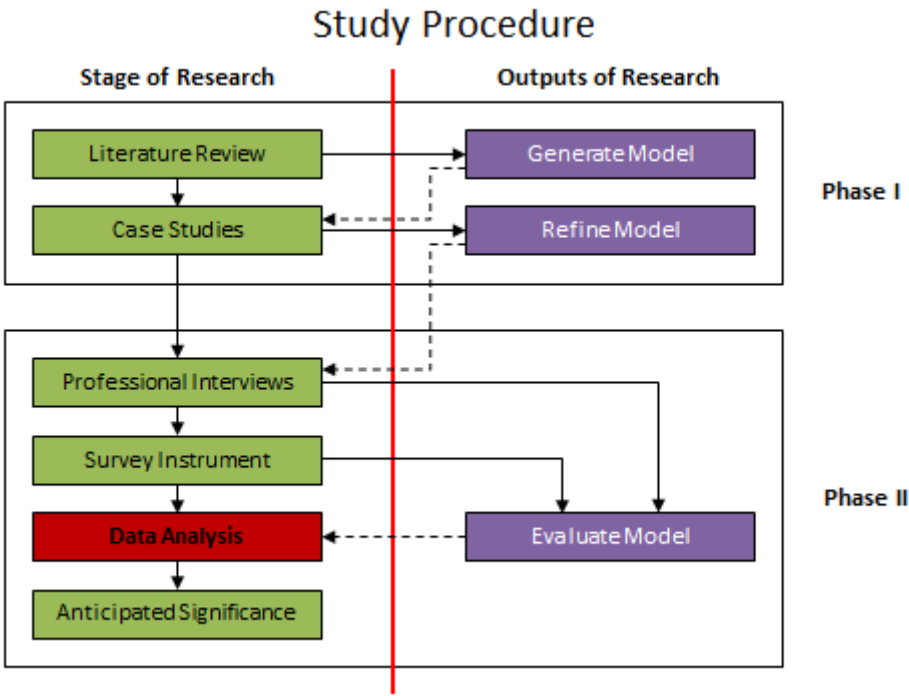 Study Procedure
Stage of Research
Outputs of Research
Literature Review
Generate Model
Phase I
Case Studies
Refine Model
Professional Interviews
Survey Instrument
Phase II
Data Analysis
Evaluate Model
Anticipated Significance